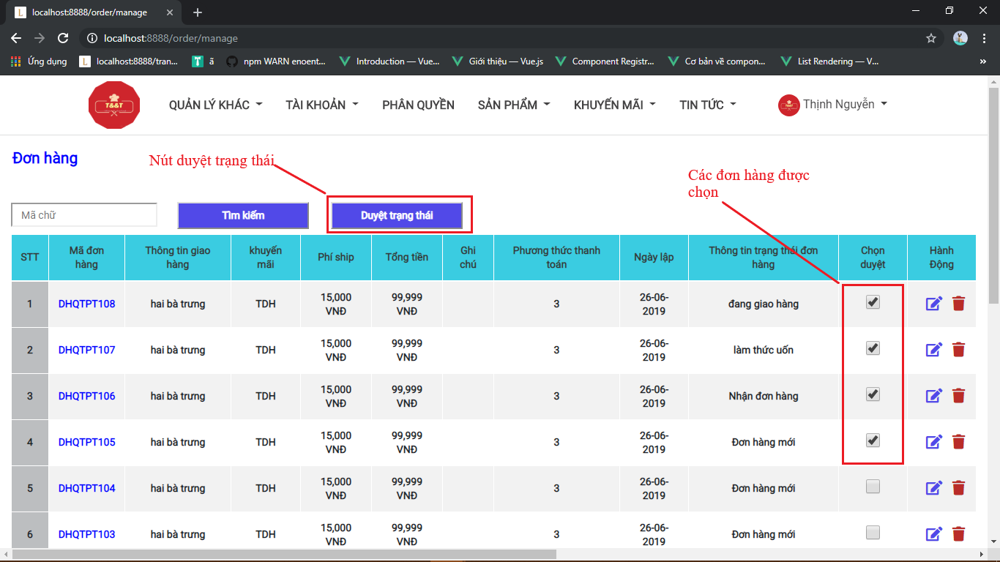 localhost:8888/order/manage
localhost:8888/order/manage
Ứng dụng localhost:8888/tran... ã npm WARN enoent... Introduction — Vue... Giới thiệu — Vue.js Component Registr... Cơ bản về compon... List Rendering — V... »
T&&T QUẢN LÝ KHÁC TÀI KHOẢN PHÂN QUYỀN SẢN PHẨM KHUYẾN MÃI TIN TỨC Thịnh Nguyễn
Đơn hàng
Nút duyệt trạng thái
Các đơn hàng được
chọn
Mã chữ Tìm kiếm Duyệt trạng thái
STT Mã đơn hàng Thông tin giao hàng khuyến mãi Phí ship Tổng tiền Ghi chú Phương thức thanh toán Ngày lập Thông tin trạng thái đơn hàng Chọn duyệt Hành Động
1 DHQTPT108 hai bà trưng TDH 15,000 VNĐ 99,999 VNĐ 3 26-06-2019 đang giao hàng
2 DHQTPT107 hai bà trưng TDH 15,000 VNĐ 99,999 VNĐ 3 26-06-2019 làm thức uốn
3 DHQTPT106 hai bà trưng TDH 15,000 VNĐ 99,999 VNĐ 3 26-06-2019 Nhận đơn hàng
4 DHQTPT105 hai bà trưng TDH 15,000 VNĐ 99,999 VNĐ 3 26-06-2019 Đơn hàng mới
5 DHQTPT104 hai bà trưng TDH 15,000 VNĐ 99,999 VNĐ 3 26-06-2019 Đơn hàng mới
6 DHQTPT103 hai bà trưng TDH 15,000 VNĐ 99,999 VNĐ 3 26-06-2019 Đơn hàng mới